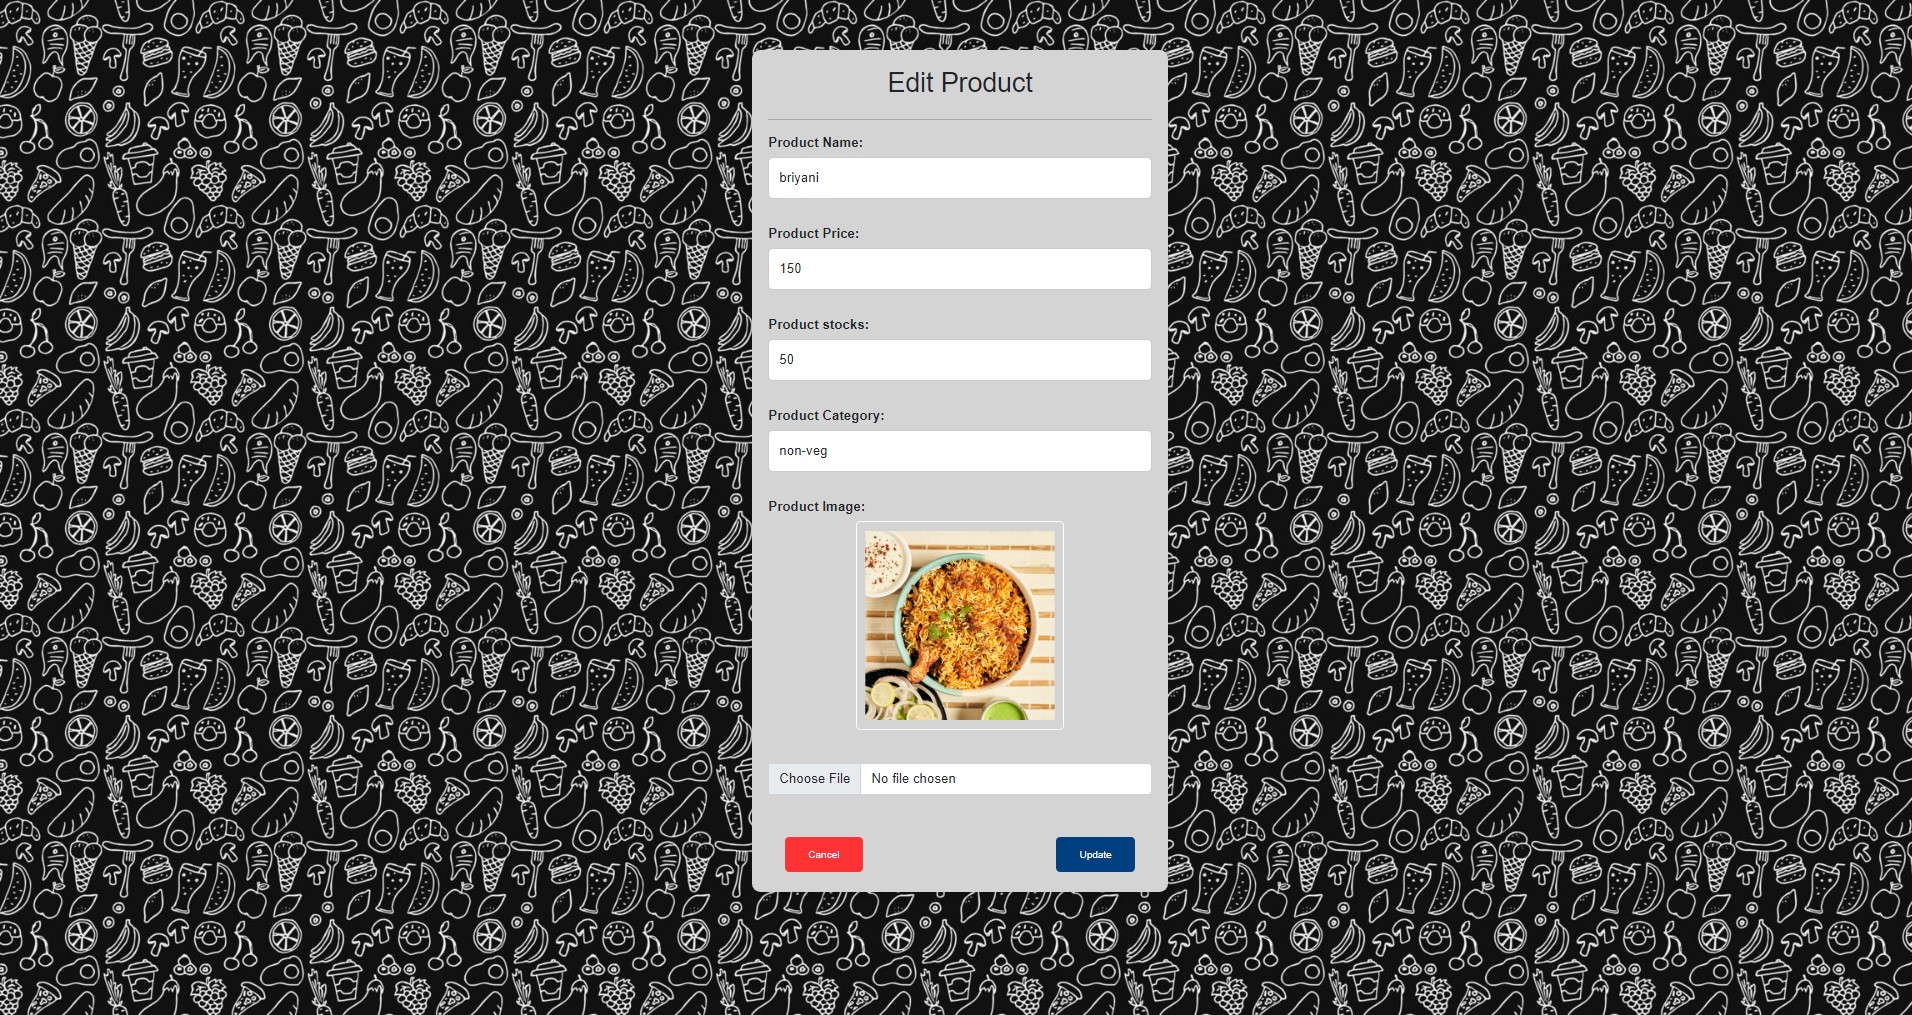 Edit Product
Product Name:
briyani
Product Price:
150
Product stocks:
50
Product Category:
non-veg
Product Image:
Choose File No file chosen
Cancel Update